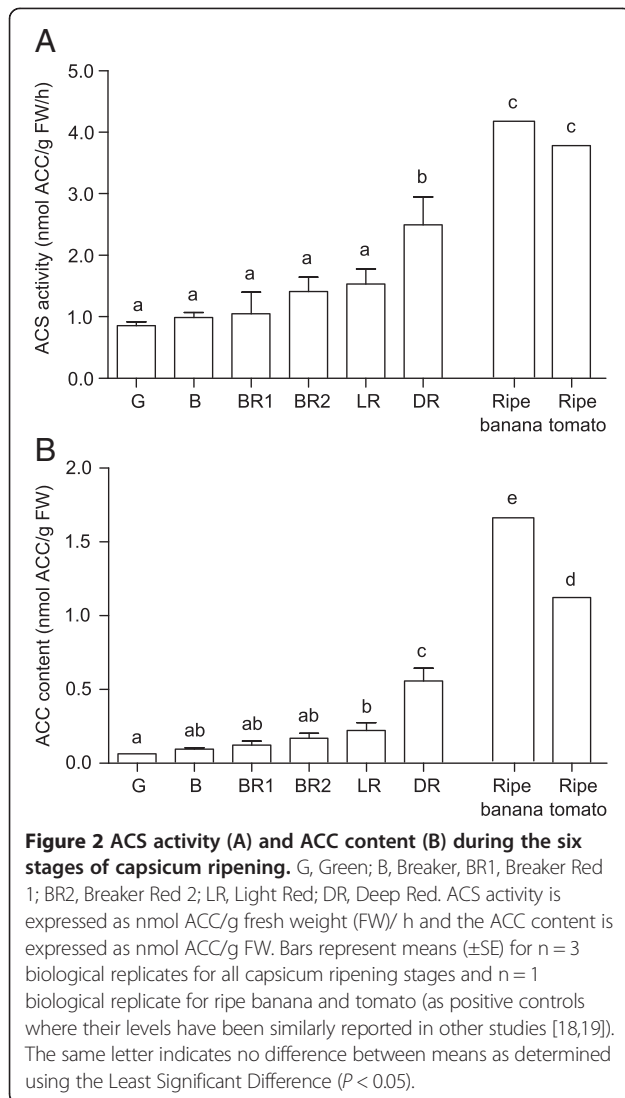 A
5.0
4.0
3.0
2.0
1.0
0.0
ACS activity (nmol ACC/g FW/h)
a
a
a
a
a
b
c
c
G
B
BR1
BR2
LR
DR
Ripe banana
Ripe tomato
B
2.0
1.5
1.0
0.5
0.0
ACC content (nmol ACC/g FW)
a
ab
ab
ab
b
c
e
d
G
B
BR1
BR2
LR
DR
Ripe banana
Ripe tomato
Figure 2 ACS activity (A) and ACC content (B) during the six
stages of capsicum ripening. G, Green; B, Breaker, BR1, Breaker Red
1; BR2, Breaker Red 2; LR, Light Red; DR, Deep Red. ACS activity is
expressed as nmol ACC/g fresh weight (FW)/ h and the ACC content is
expressed as nmol ACC/g FW. Bars represent means (±SE) for n = 3
biological replicates for all capsicum ripening stages and n = 1
biological replicate for ripe banana and tomato (as positive controls
where their levels have been similarly reported in other studies [18,19]).
The same letter indicates no difference between means as determined
using the Least Significant Difference (P < 0.05).